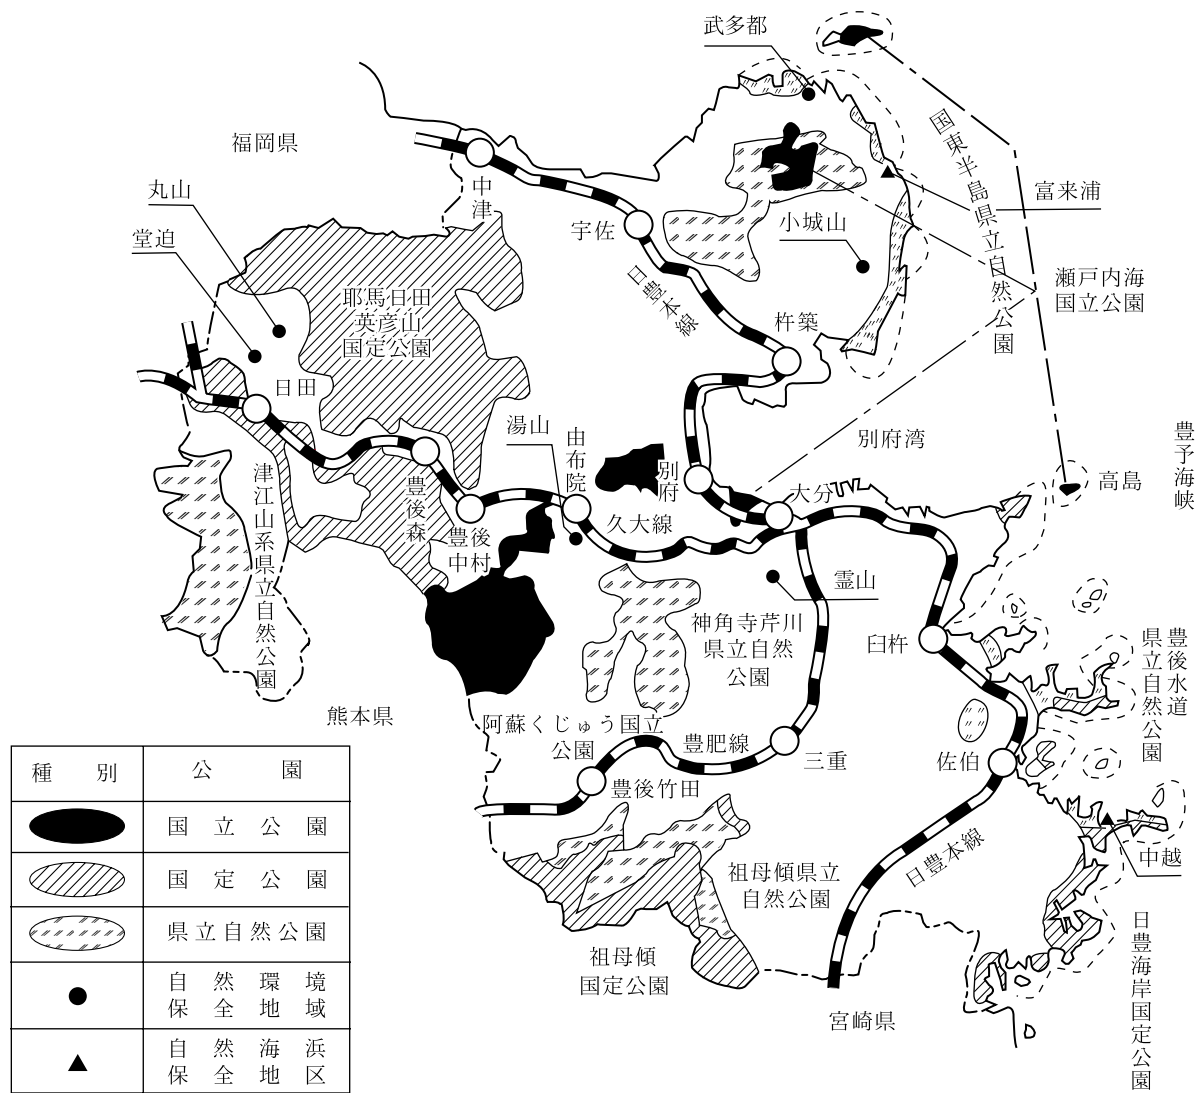 武多都
福岡県
丸山
堂迫
中津
宇佐
小城山
国東半島県立自然公園
富来浦
瀬戸内海
国立公園
日豊本線
耶馬日田
英彦山
国定公園
杵築
日田
湯山
由布院
別府
別府湾
大分
高島
豊予海峡
津江山系県立自然公園
豊後森
豊後
中村
久大線
霊山
神角寺芹川
県立自然
公園
臼杵
豊後水道
県立自然公園
熊本県
阿蘇くじゅう国立
公園
豊肥線
三重
佐伯
豊後竹田
日豊本線
中越
祖母傾県立
自然公園
祖母傾
国定公園
宮崎県
日豊海岸国定公園
種別 公園
国立公園
国定公園
県立自然公園
自然環境
保全地域
自然海浜
保全地区